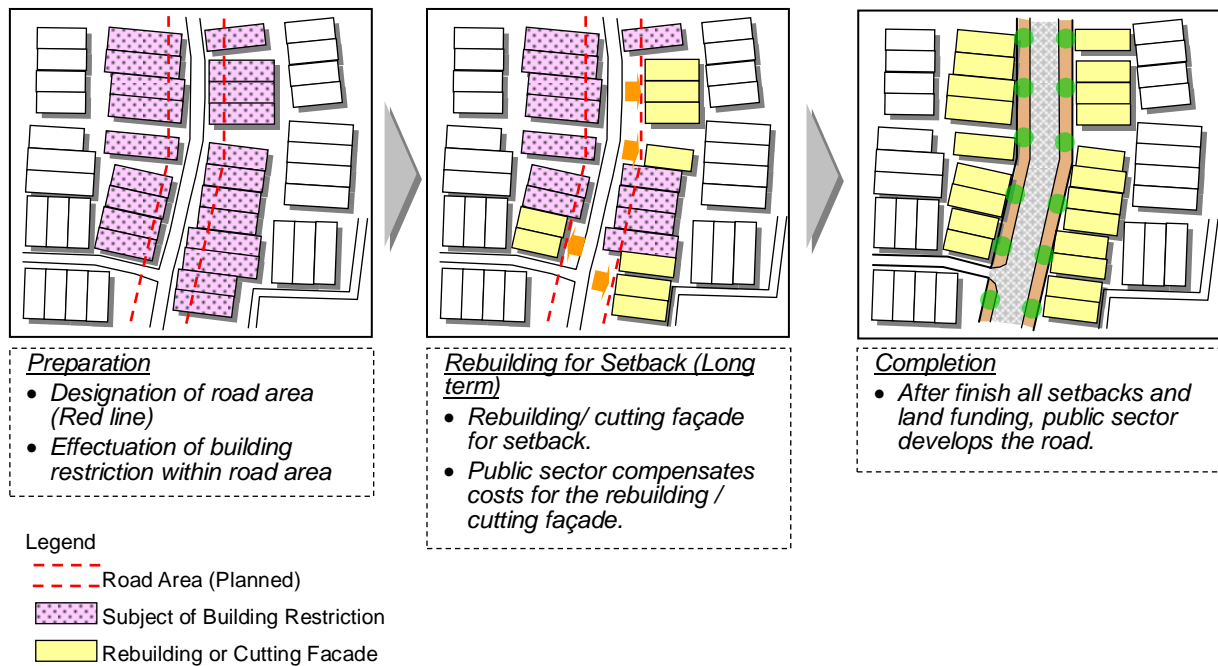 Preparation
• Designation of road area
(Red line)
• Effectuation of building
restriction within road area
Rebuilding for Setback (Long
term)
• Rebuilding/ cutting façade
for setback.
• Public sector compensates
costs for the rebuilding /
cutting façade.
Completion
• After finish all setbacks and
land funding, public sector
develops the road.
Legend
Road Area (Planned)
Subject of Building Restriction
Rebuilding or Cutting Facade